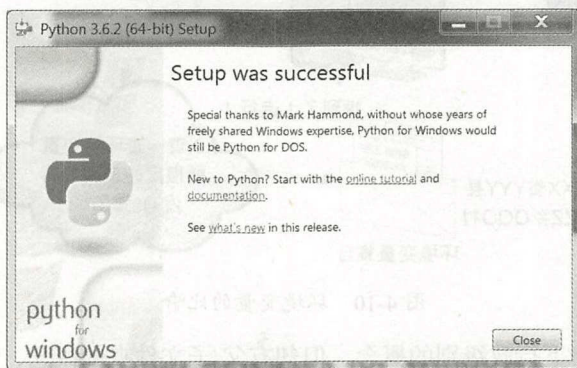 Python 3.6.2 (64-bit) Setup
Setup was successful
Special thanks to Mark Hammond, without whose years of
freely shared Windows expertise, Python for Windows would
still be Python for DOS.
New to Python? Start with the online tutorial and
documentation.
See what's new in this release.
python
for
windows
Close